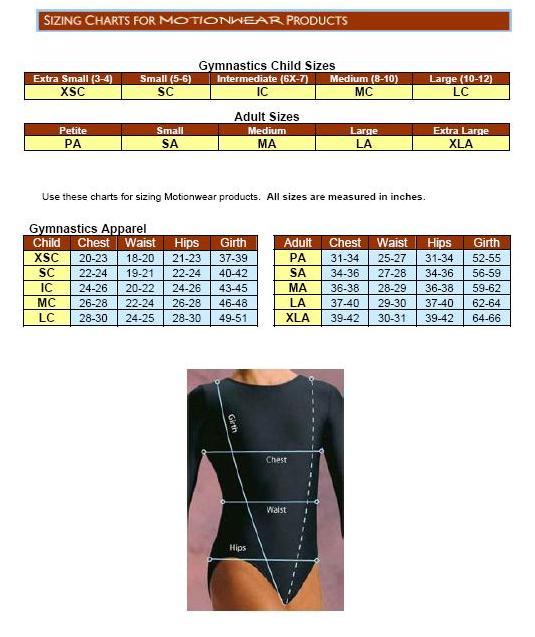 SIZING CHARTS FOR MOTIONWEAR PRODUCTS
Gymnastics Child Sizes
Extra Small (3-4) Small (5-6) Intermediate (6X-7) Medium (8-10) Large (10-12)
XSC SC IC MC LC
Adult Sizes
Petite Small Medium Large Extra Large
PA SA MA LA XLA
Use these charts for sizing Motionwear products. All sizes are measured in inches.
Gymnastics Apparel
Child Chest Waist Hips Girth
XSC 20-23 18-20 21-23 37-39
SC 22-24 19-21 22-24 40-42
IC 24-26 20-22 24-26 43-45
MC 26-28 22-24 26-28 46-48
LC 28-30 24-25 28-30 49-51
Adult Chest Waist Hips Girth
PA 31-34 25-27 31-34 52-55
SA 34-36 27-28 34-36 56-59
MA 36-38 28-29 36-38 59-62
LA 37-40 29-30 37-40 62-64
XLA 39-42 30-31 39-42 64-66
Girth
Chest
Waist
Hips